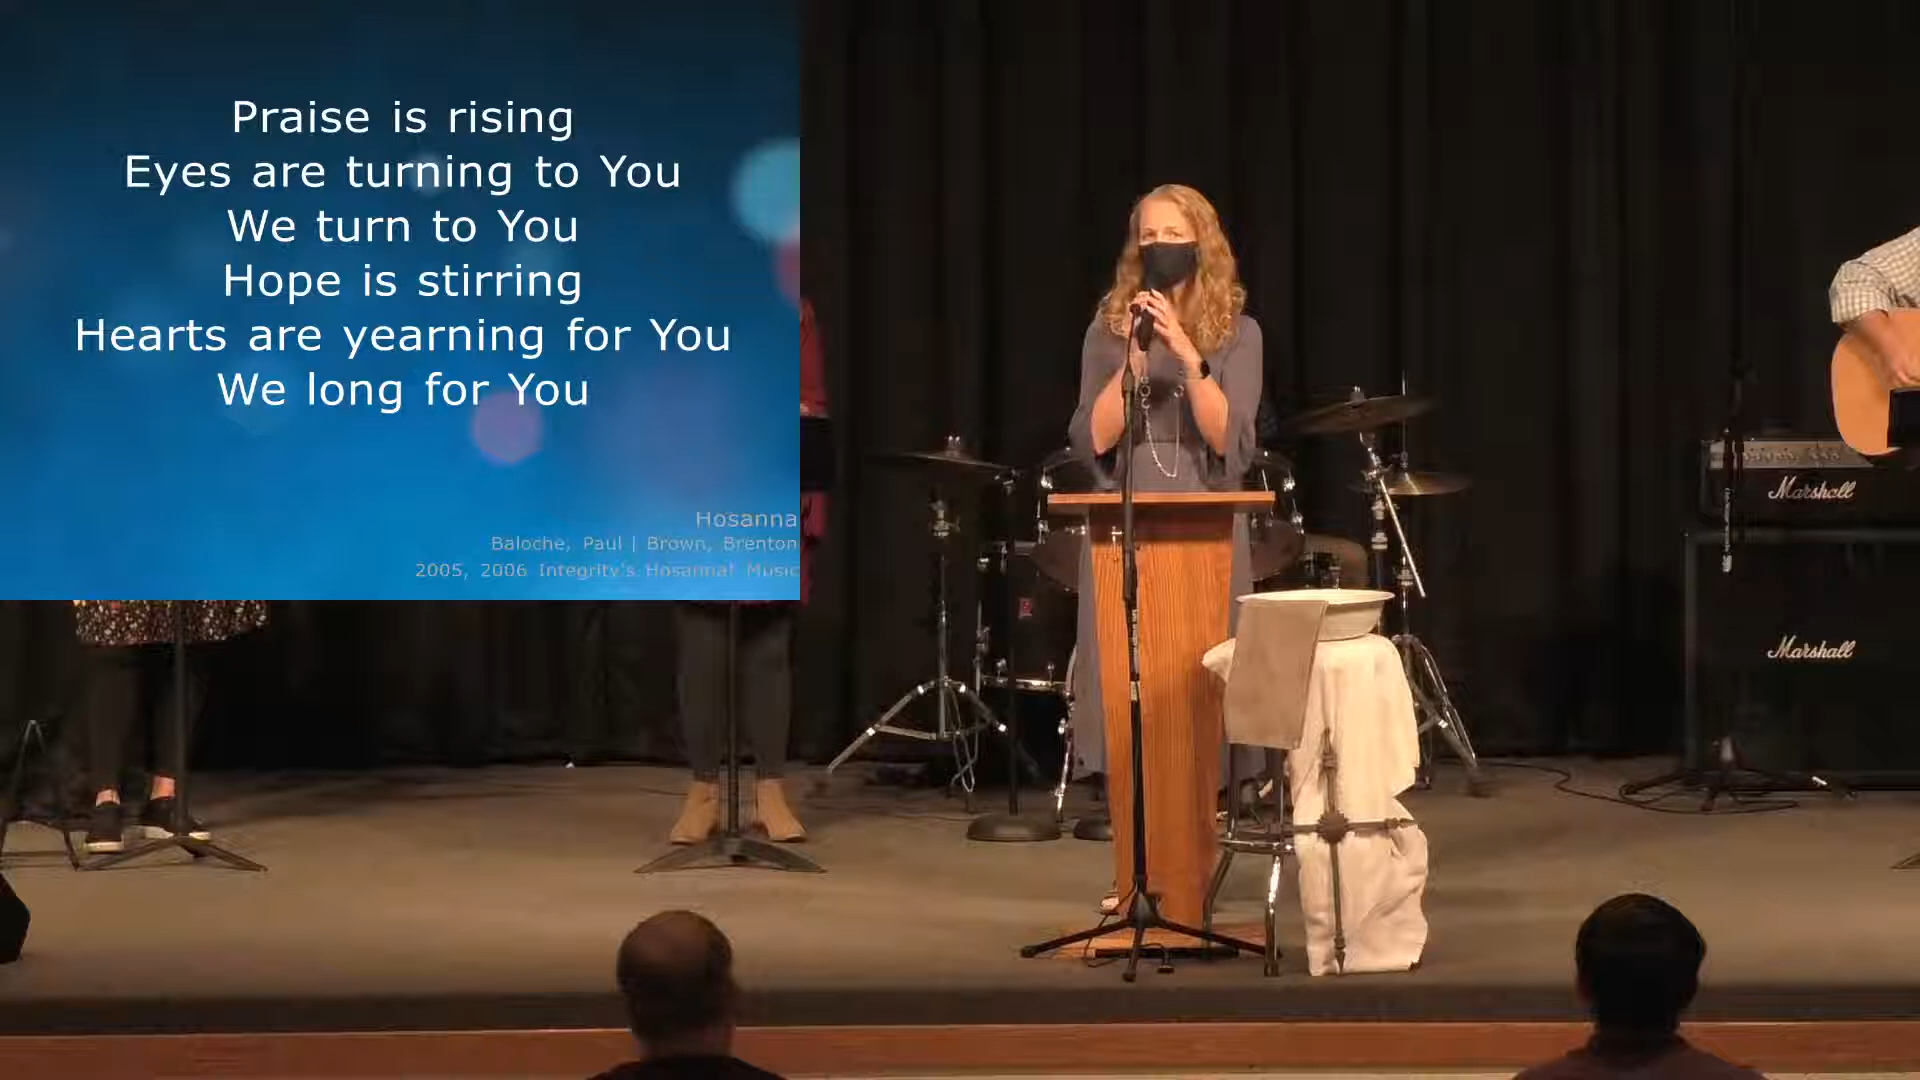 Praise is rising
Eyes are turning to You
We turn to You
Hope is stirring
Hearts are yearning for You
We long for You
Hosanna
Baloche, Paul | Brown, Brenton
2005, 2006 Integrity's Hosanna! Music
Marshall
Marshall